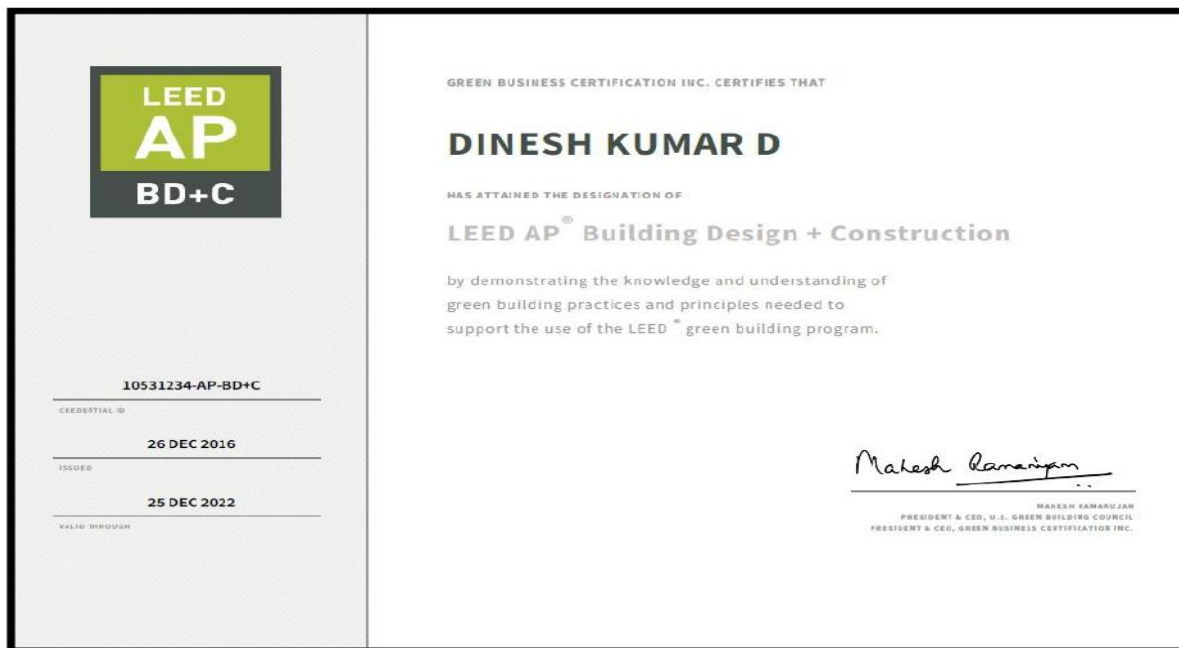 LEED
AP
BD+C
10531234-AP-BD+C
CREDENTIAL ID
26 DEC 2016
ISSUED
25 DEC 2022
VALID THROUGH
GREEN BUSINESS CERTIFICATION INC. CERTIFIES THAT
DINESH KUMAR D
HAS ATTAINED THE DESIGNATION OF
LEED AP® Building Design + Construction
by demonstrating the knowledge and understanding of
green building practices and principles needed to
support the use of the LEED ® green building program.
Mahesh Ramanujan
MAHESH RAMANUJAN
PRESIDENT & CEO, U.S. GREEN BUILDING COUNCIL
PRESIDENT & CEO, GREEN BUSINESS CERTIFICATION INC.